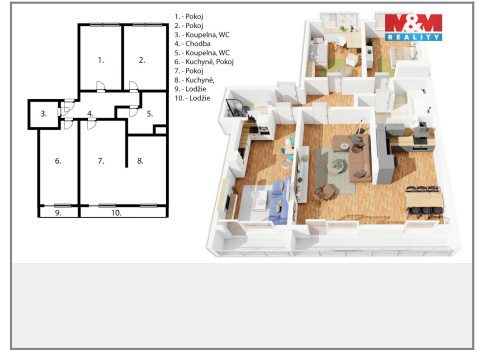 1. - Pokoj
2. - Pokoj
3. - Koupelna, WC
4. - Chodba
5. - Koupelna, WC
6. - Kuchyně, Pokoj
7. - Pokoj
8. - Kuchyně,
9. - Lodžie
10. - Lodžie
M&M
REALITY
1.
2.
3.
4.
5.
6.
7.
8.
9.
10.